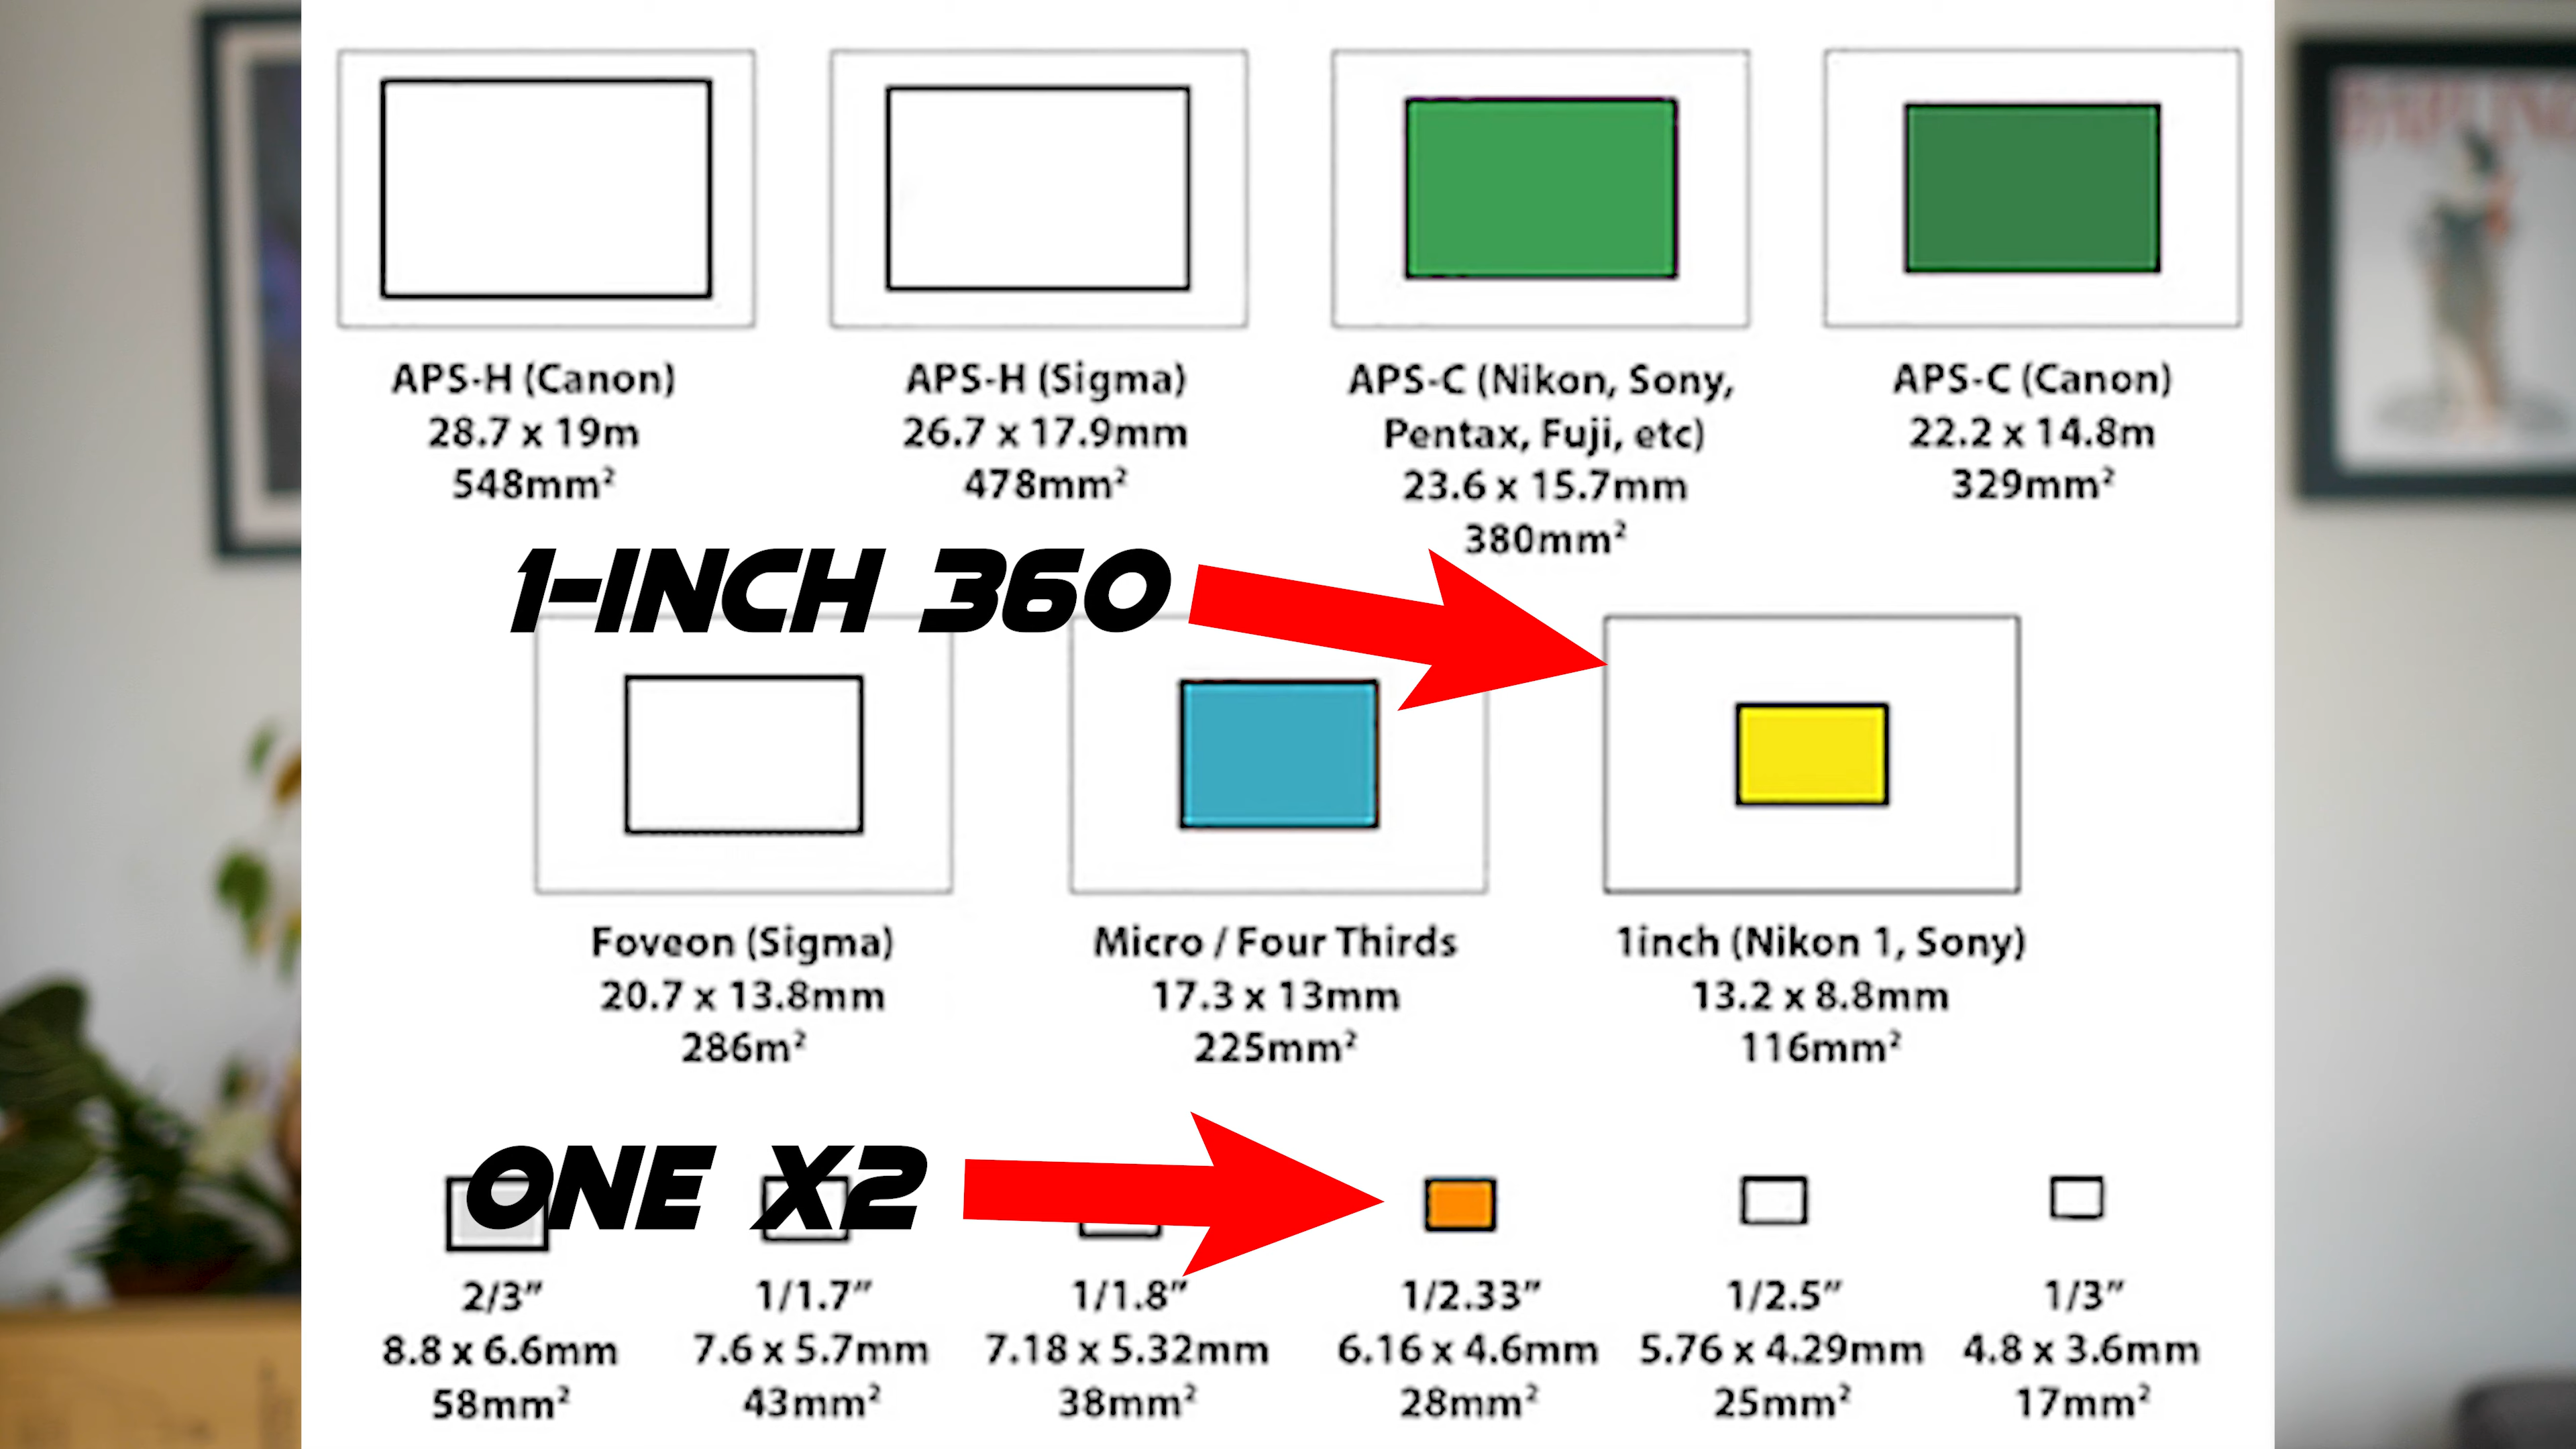 APS-H (Canon)
28.7 x 19m
548mm²
APS-H (Sigma)
26.7 x 17.9mm
478mm²
APS-C (Nikon, Sony,
Pentax, Fuji, etc)
23.6 x 15.7mm
380mm²
APS-C (Canon)
22.2 x 14.8m
329mm²
1-INCH 360
Foveon (Sigma)
20.7 x 13.8mm
286m²
Micro / Four Thirds
17.3 x 13mm
225mm²
1inch (Nikon 1, Sony)
13.2 x 8.8mm
116mm²
ONE X2
2/3”
8.8 x 6.6mm
58mm²
1/1.7”
7.6 x 5.7mm
43mm²
1/1.8”
7.18 x 5.32mm
38mm²
1/2.33”
6.16 x 4.6mm
28mm²
1/2.5”
5.76 x 4.29mm
25mm²
1/3”
4.8 x 3.6mm
17mm²